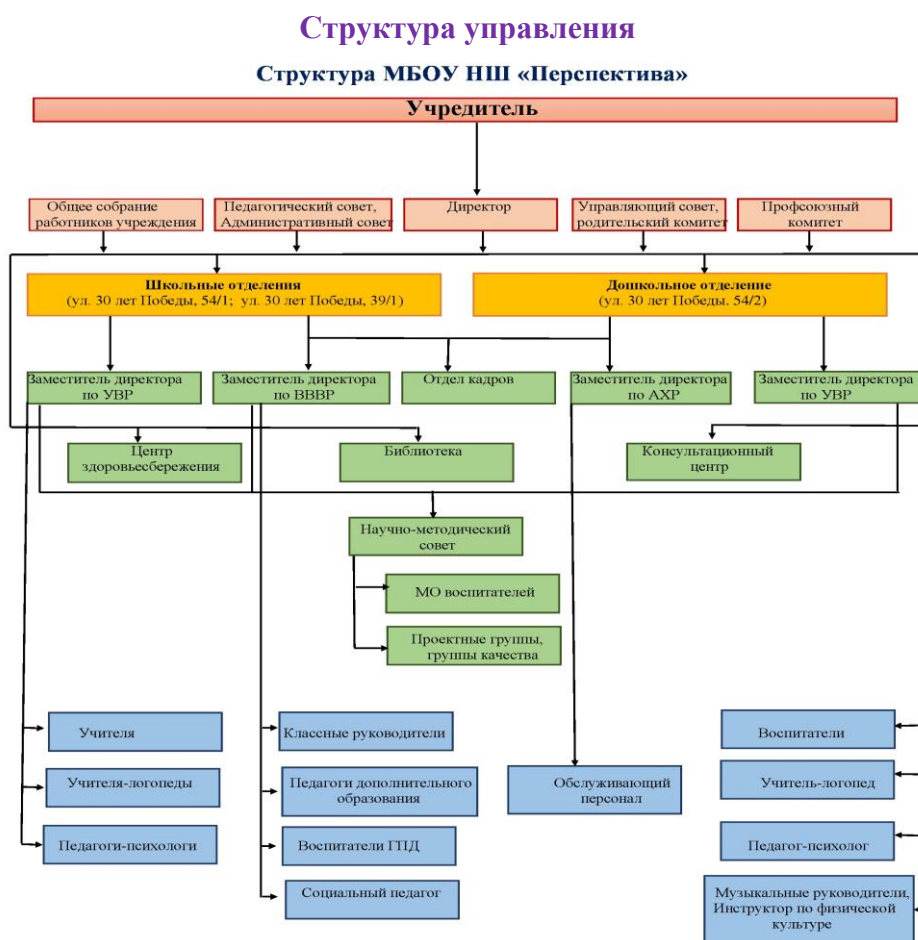 Структура управления
Структура МБОУ НШ «Перспектива»
Учредитель
Общее собрание
работников учреждения
Педагогический совет,
Административный совет
Директор
Управляющий совет,
родительский комитет
Профсоюзный
комитет
Школьные отделения
(ул. 30 лет Победы, 54/1; ул. 30 лет Победы, 39/1)
Дошкольное отделение
(ул. 30 лет Победы. 54/2)
Заместитель директора
по УВР
Заместитель директора
по ВВВР
Отдел кадров
Заместитель директора
по АХР
Заместитель директора
по УВР
Центр
здоровьесбережения
Библиотека
Консультационный
центр
Научно-методический
совет
МО воспитателей
Проектные группы,
группы качества
Учителя
Учителя-логопеды
Педагоги-психологи
Классные руководители
Педагоги дополнительного
образования
Воспитатели ГПД
Социальный педагог
Обслуживающий
персонал
Воспитатели
Учитель-логопед
Педагог-психолог
Музыкальные руководители,
Инструктор по физической
культуре